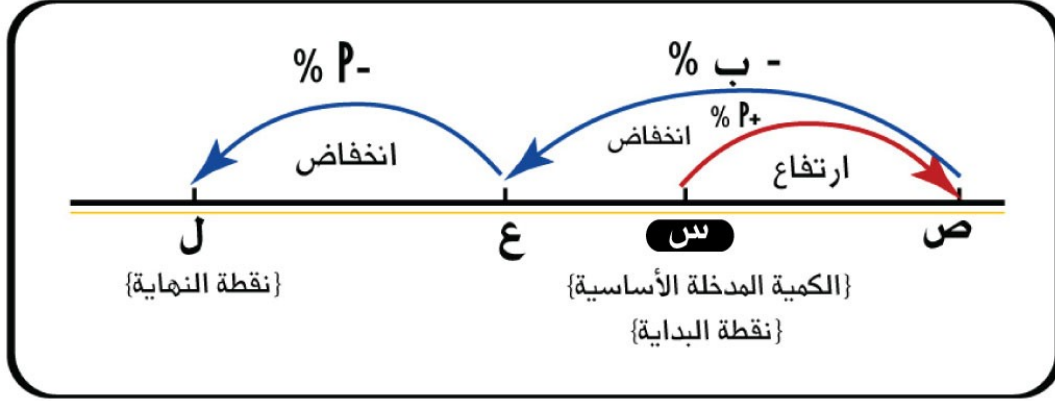 - ب %
-P %
+P %
انخفاض
ارتفاع
انخفاض
ص
س
ع
ل
{الكمية المدخلة الأساسية}
{نقطة النهاية}
{نقطة البداية}